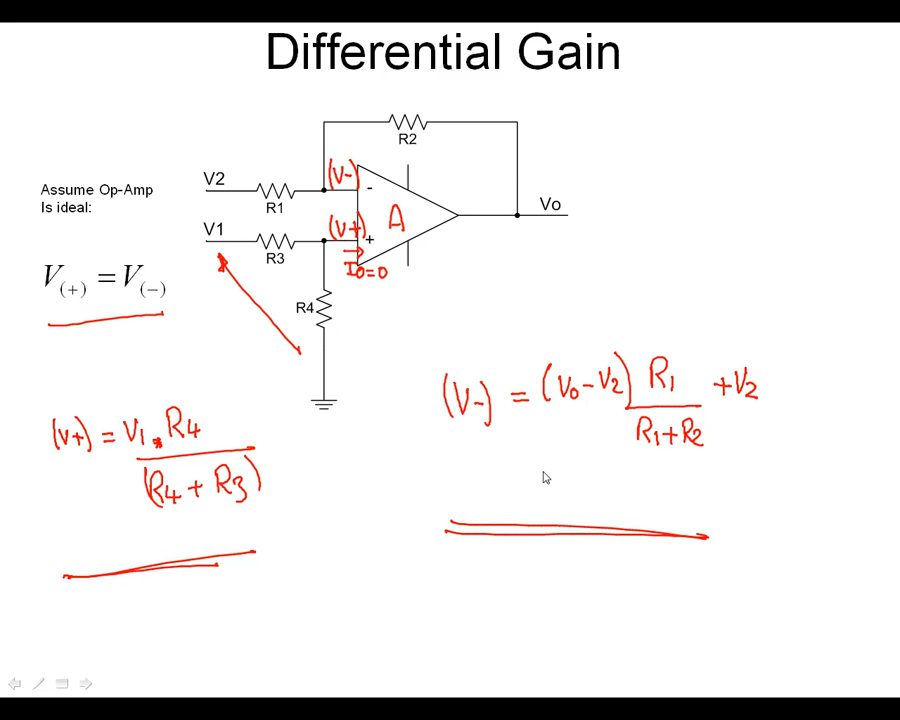 Differential Gain
R2
V2
(V-)
-
Assume Op-Amp
Is ideal:
R1
A
Vo
V1
(V+)
+
R3
I0=0
V(+) = V(-)
R4
(V-) = (V0-V2) R1 +V2
R1+R2
(V+) = V1 . R4
(R4 + R3)